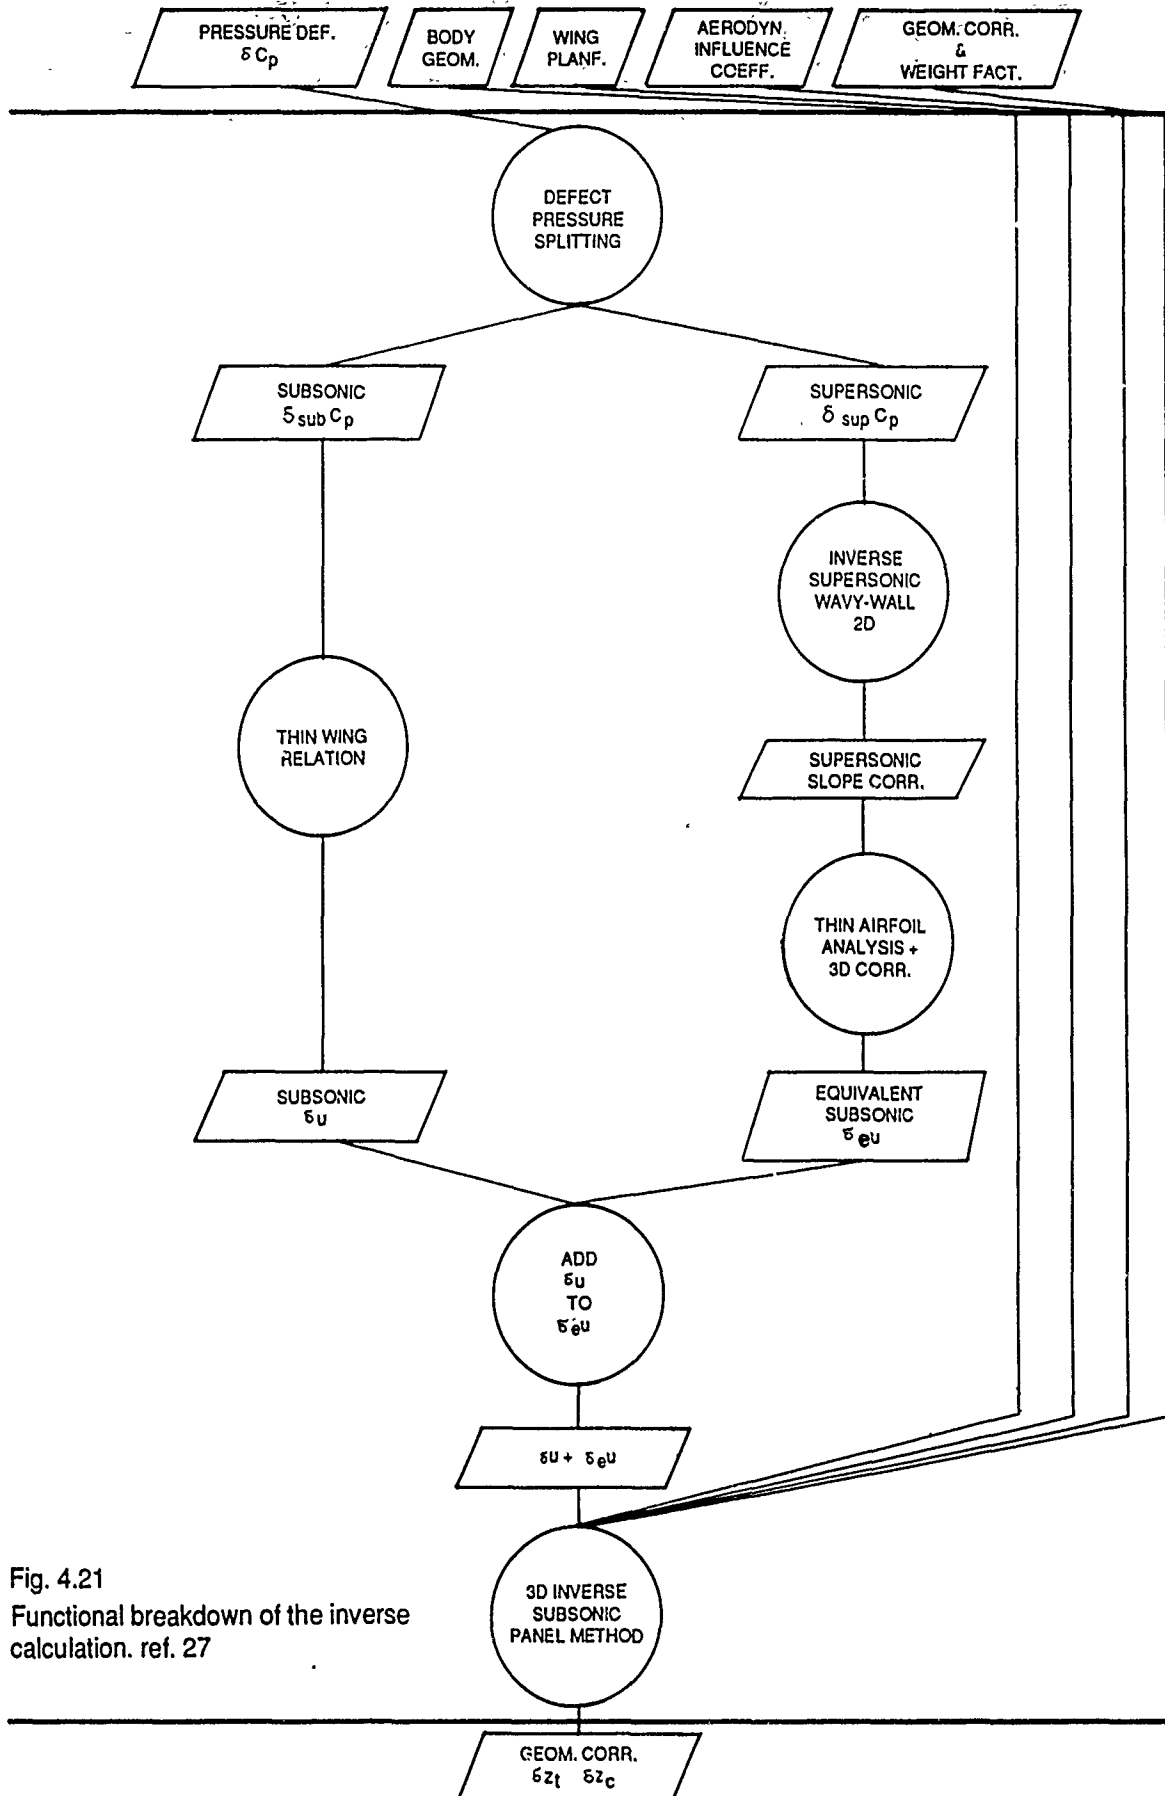 PRESSURE DEF.
δ Cp
BODY
GEOM.
WING
PLANF.
AERODYN.
INFLUENCE
CCEFF.
GEOM. CORR.
&
WEIGHT FACT.
DEFECT
PRESSURE
SPLITTING
SUBSONIC
δsub Cp
SUPERSONIC
δ sup Cp
INVERSE
SUPERSONIC
WAVY-WALL
2D
THIN WING
RELATION
SUPERSONIC
SLOPE CORR.
THIN AIRFOIL
ANALYSIS +
3D CORR.
SUBSONIC
δu
EQUIVALENT
SUBSONIC
δeu
ADD
δu
TO
δeu
δu + δeu
3D INVERSE
SUBSONIC
PANEL METHOD
Fig. 4.21
Functional breakdown of the inverse
calculation. ref. 27
GEOM. CORR.
δzt δzc